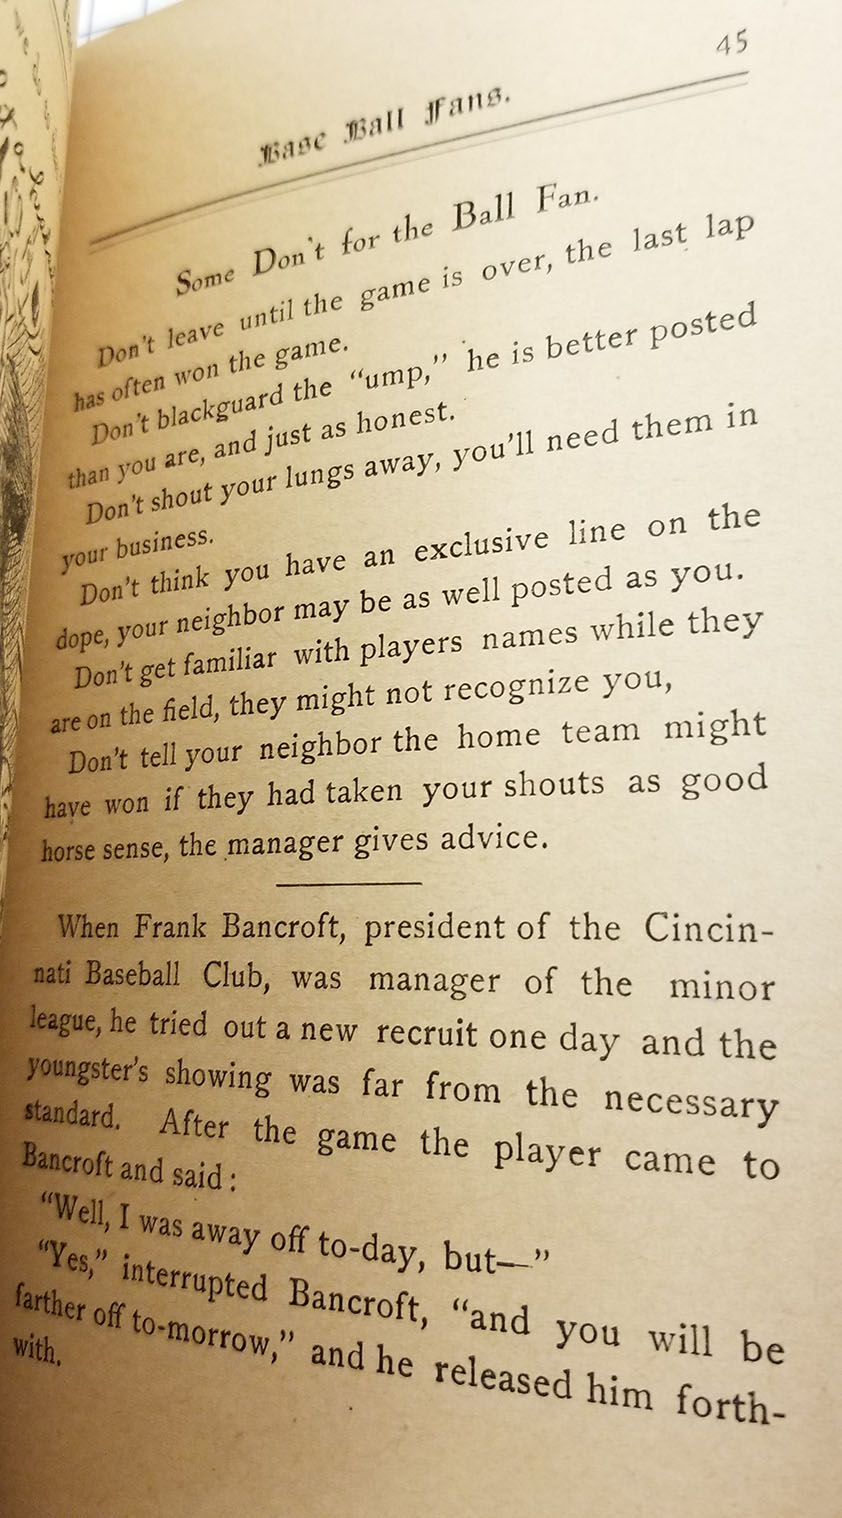 45
Base Ball Fans.
Some Don't for the Ball Fan.
Don't leave until the game is over, the last lap
has often won the game.
Don't blackguard the "ump," he is better posted
than you are, and just as honest.
Don't shout your lungs away, you'll need them in
your business.
Don't think you have an exclusive line on the
dope, your neighbor may be as well posted as you.
Don't get familiar with players names while they
are on the field, they might not recognize you,
Don't tell your neighbor the home team might
have won if they had taken your shouts as good
horse sense, the manager gives advice.
When Frank Bancroft, president of the Cincin-
nati Baseball Club, was manager of the minor
league, he tried out a new recruit one day and the
youngster's showing was far from the necessary
standard. After the game the player came to
Bancroft and said:
"Well, I was away off to-day, but—"
"Yes," interrupted Bancroft, "and you will be
farther off to-morrow," and he released him forth-
with.